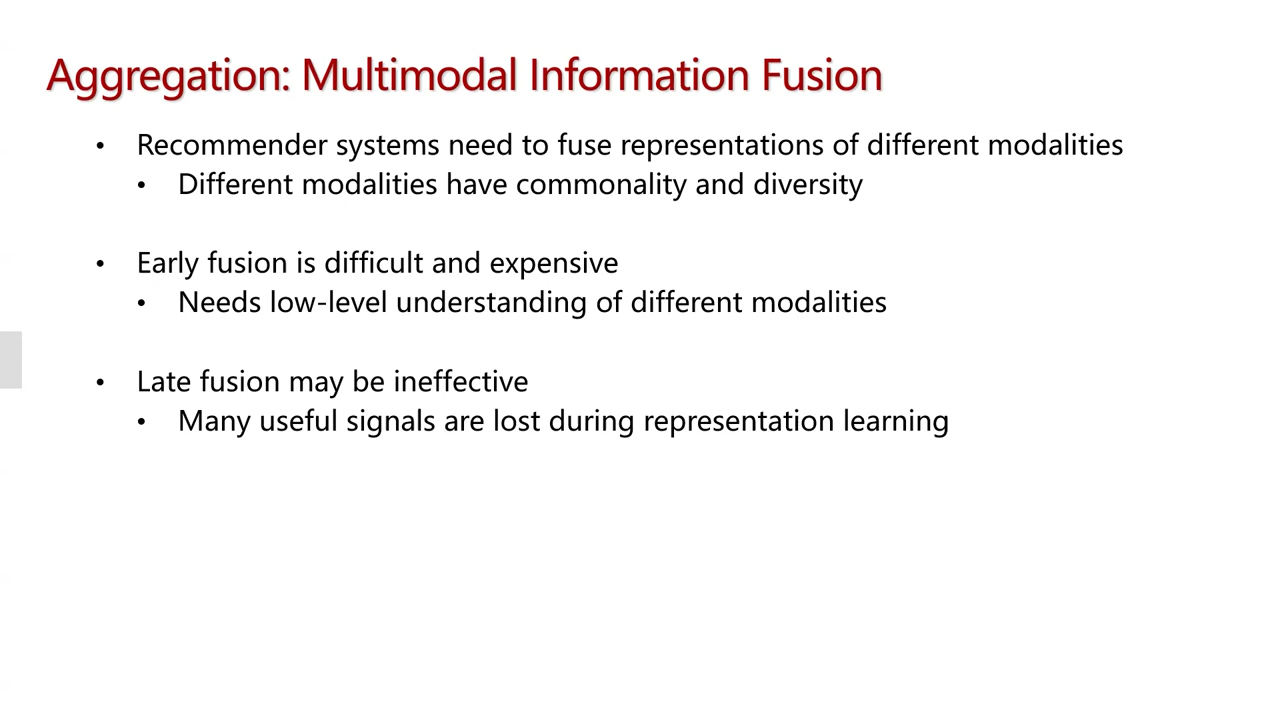 Aggregation: Multimodal Information Fusion
• Recommender systems need to fuse representations of different modalities
• Different modalities have commonality and diversity
• Early fusion is difficult and expensive
• Needs low-level understanding of different modalities
• Late fusion may be ineffective
• Many useful signals are lost during representation learning